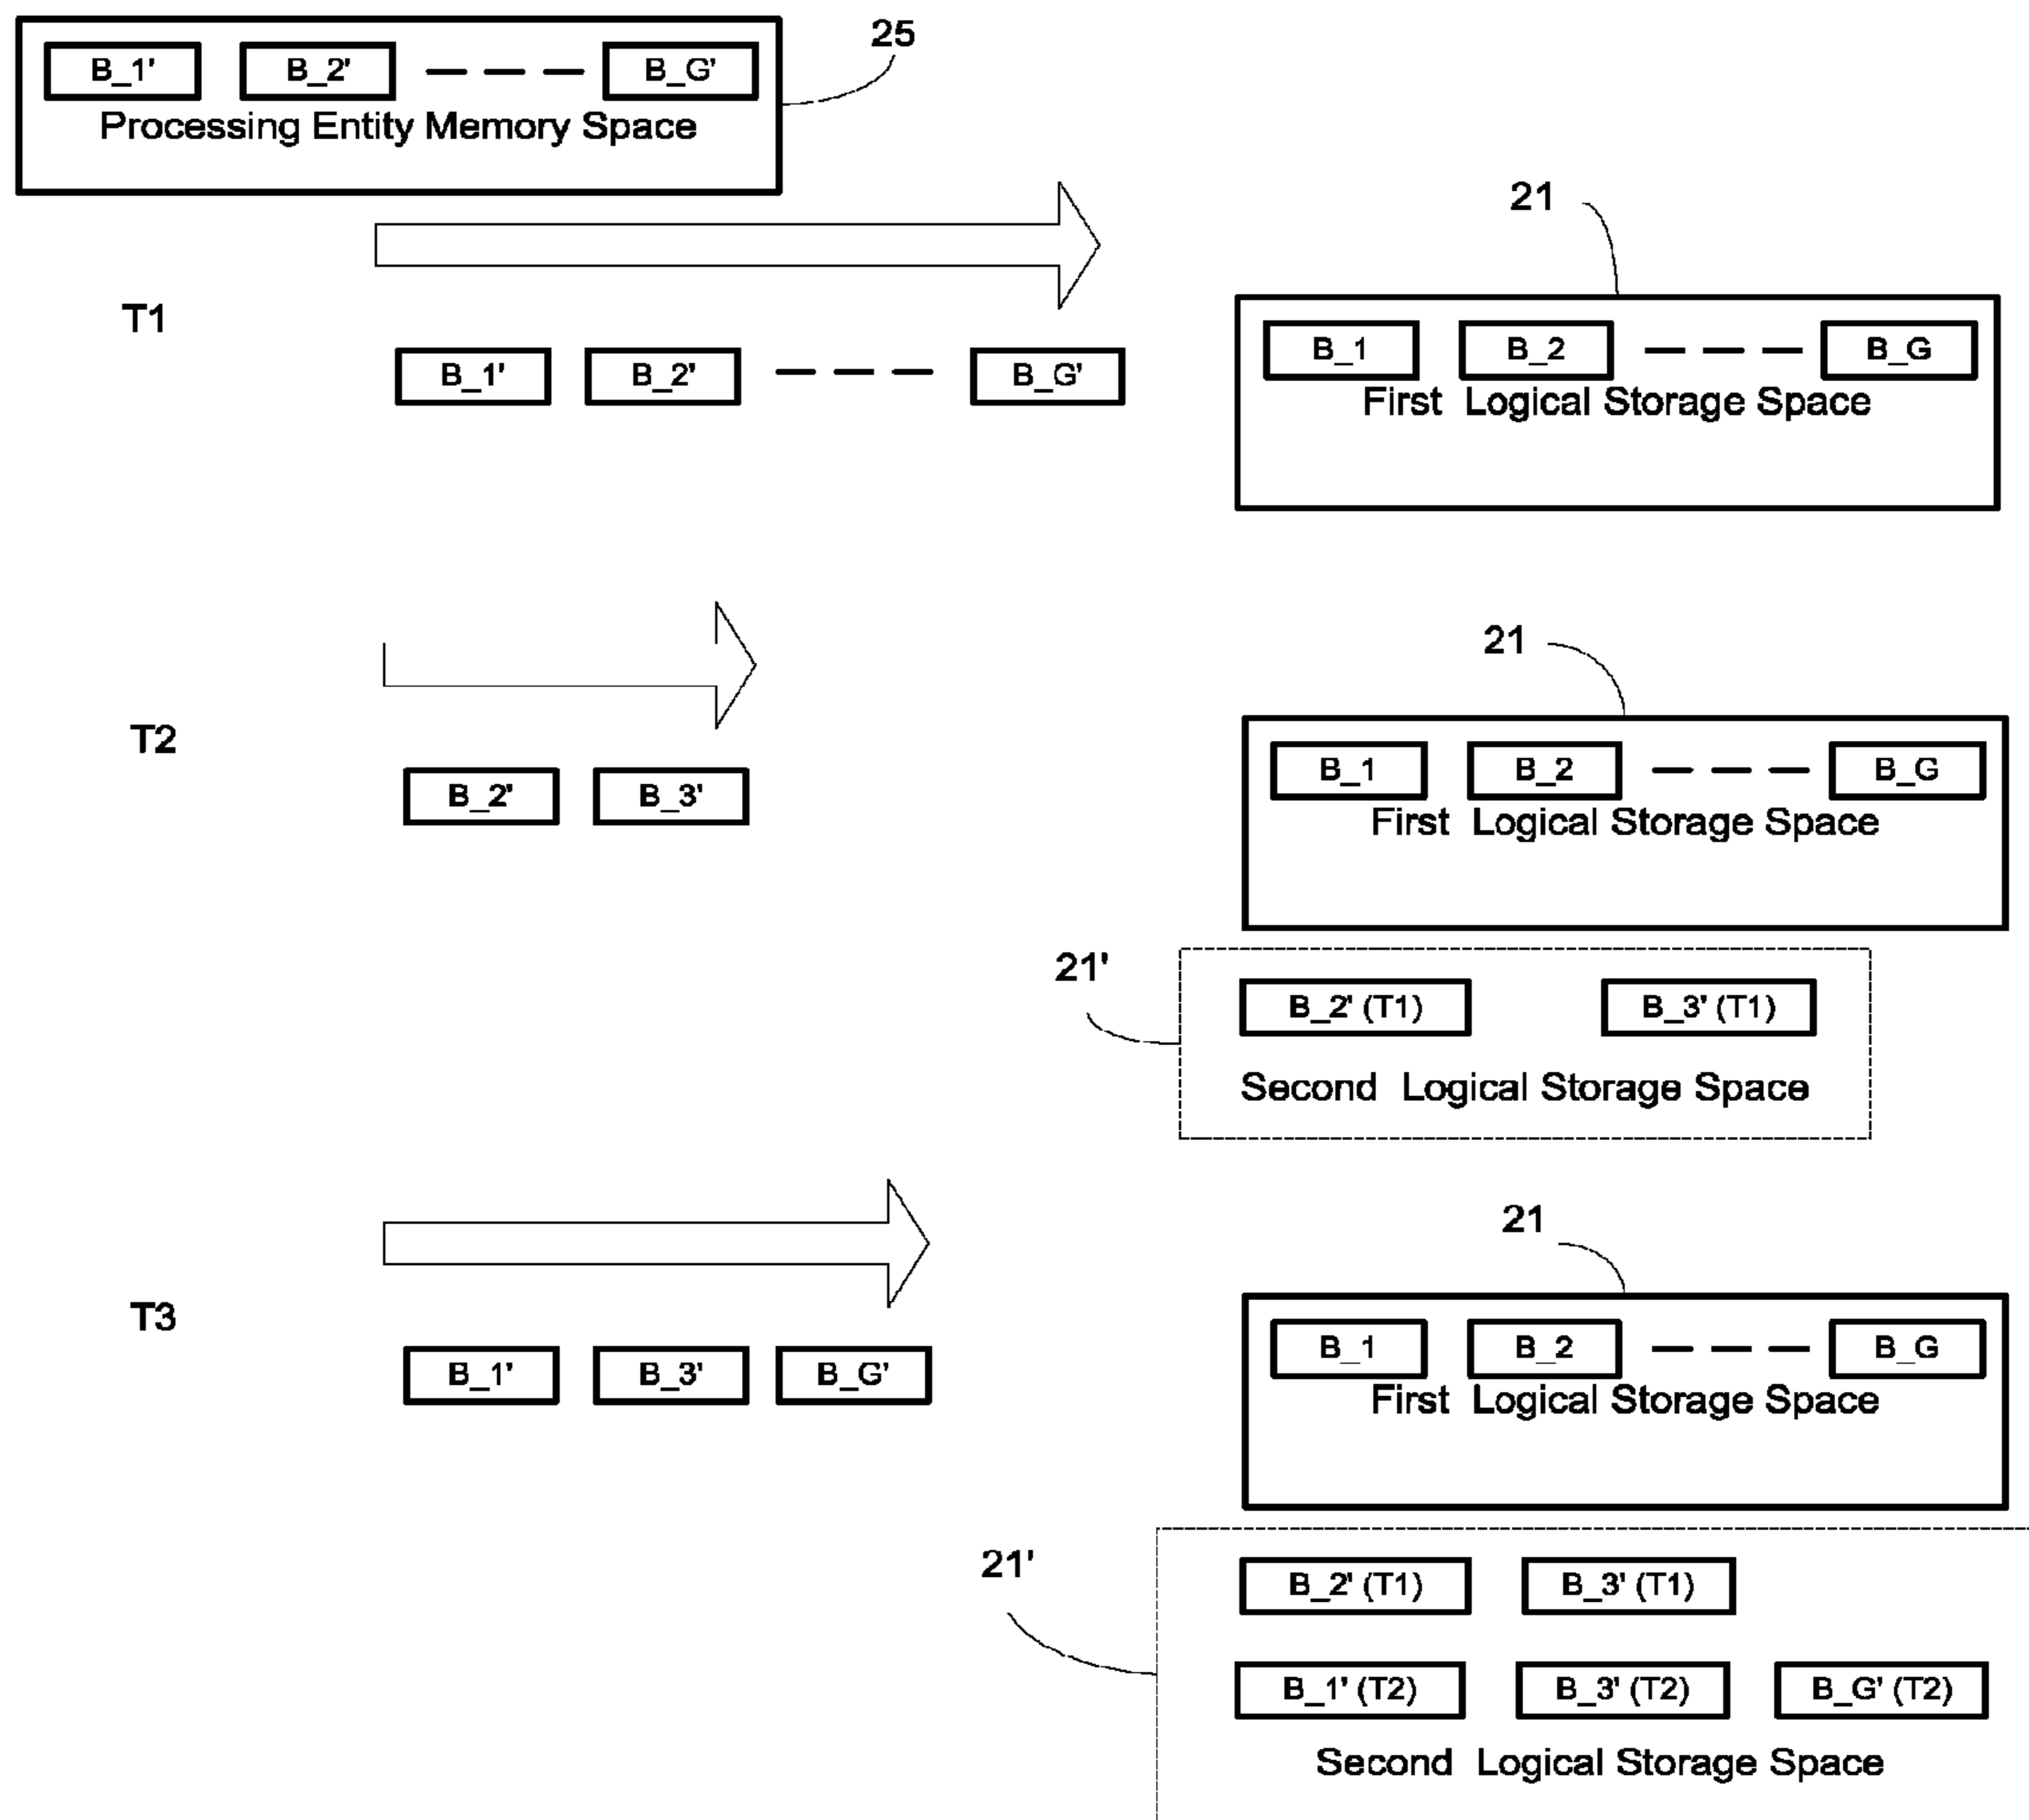 25
B_1' B_2' B_G'
Processing Entity Memory Space
21
T1
B_1 B_2 B_G
B_1' B_2' B_G'
First Logical Storage Space
21
T2
B_1 B_2 B_G
B_2' B_3'
First Logical Storage Space
21'
B_2' (T1) B_3' (T1)
Second Logical Storage Space
21
T3
B_1 B_2 B_G
B_1' B_3' B_G'
First Logical Storage Space
21'
B_2' (T1) B_3' (T1)
B_1' (T2) B_3' (T2) B_G' (T2)
Second Logical Storage Space